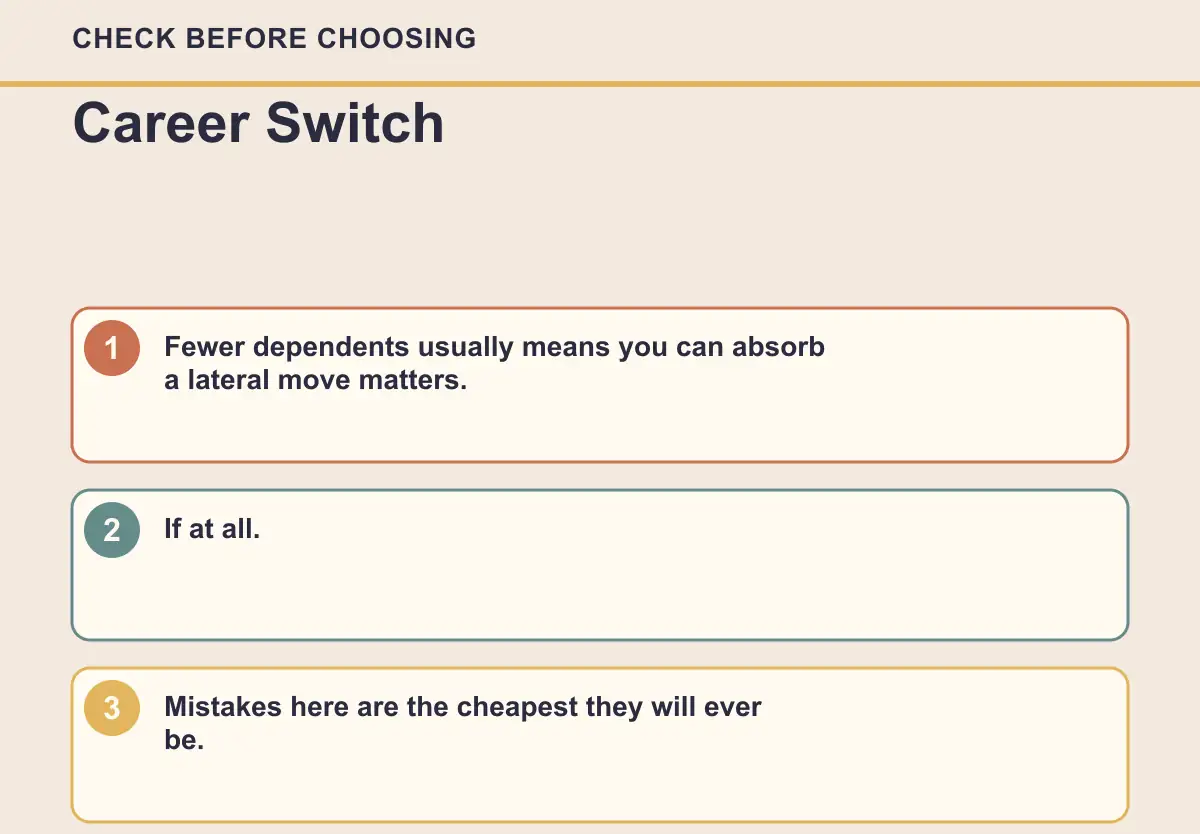 CHECK BEFORE CHOOSING
Career Switch
1
Fewer dependents usually means you can absorb
a lateral move matters.
2
If at all.
3
Mistakes here are the cheapest they will ever
be.